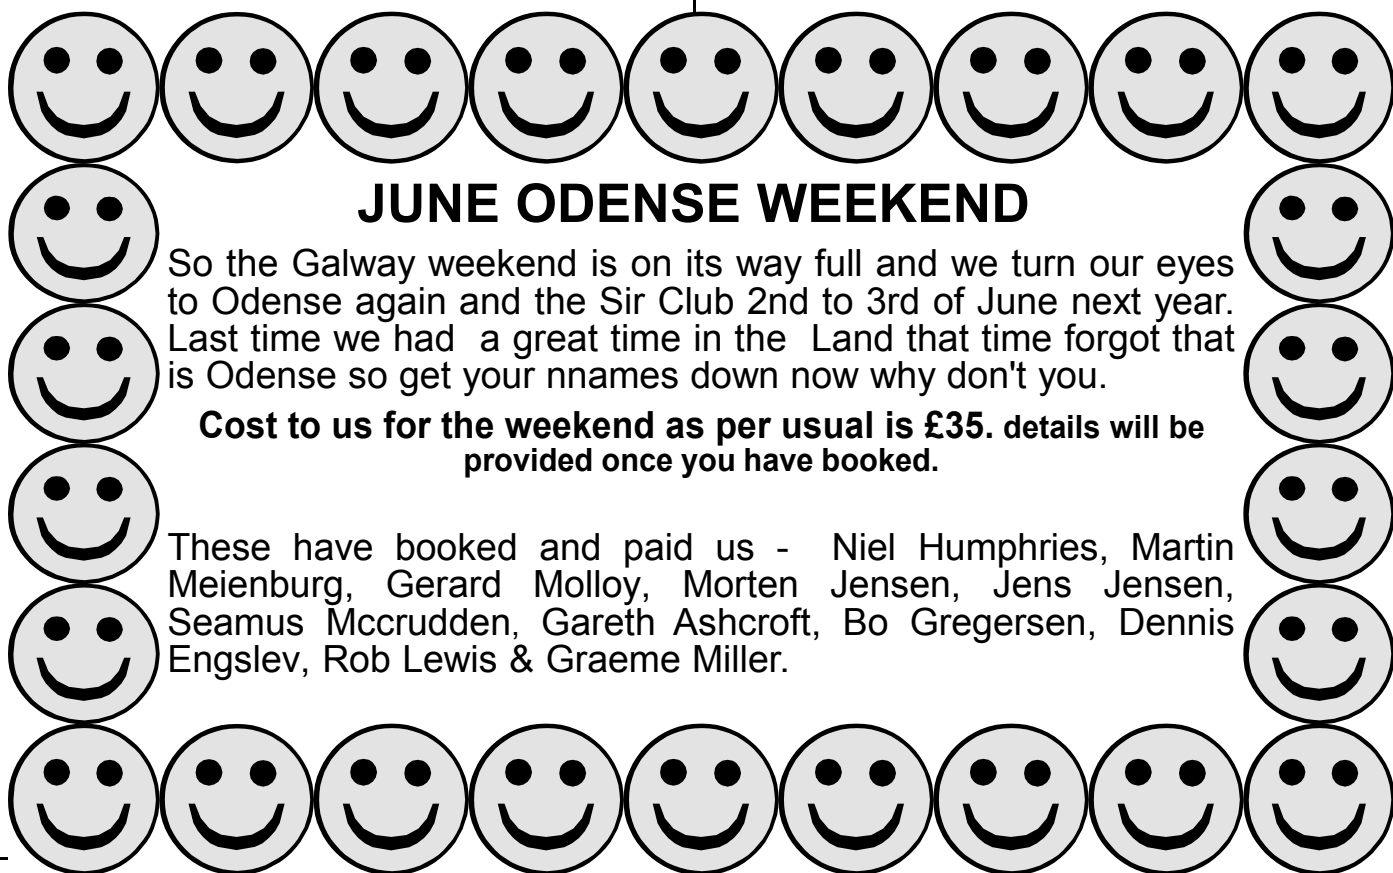 JUNE ODENSE WEEKEND
So the Galway weekend is on its way full and we turn our eyes
to Odense again and the Sir Club 2nd to 3rd of June next year.
Last time we had  a great time in the  Land that time forgot that
is Odense so get your nnames down now why don't you.
Cost to us for the weekend as per usual is £35. details will be
provided once you have booked.
These have booked and paid us -  Niel Humphries, Martin
Meienburg, Gerard Molloy, Morten Jensen, Jens Jensen,
Seamus Mccrudden, Gareth Ashcroft, Bo Gregersen, Dennis
Engslev, Rob Lewis & Graeme Miller.